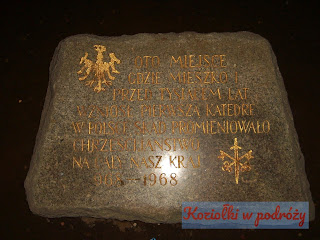 OTO MIEJSCE,
GDZIE MIESZKO I
PRZED TYSIĄCEM LAT
WZNIÓSŁ PIERWSZĄ KATEDRĘ
W POLSCE, SKĄD PROMIENIOWAŁO
CHRZEŚCIJAŃSTWO
NA CAŁY NASZ KRAJ
968 - 1968
Koziołki w podróży